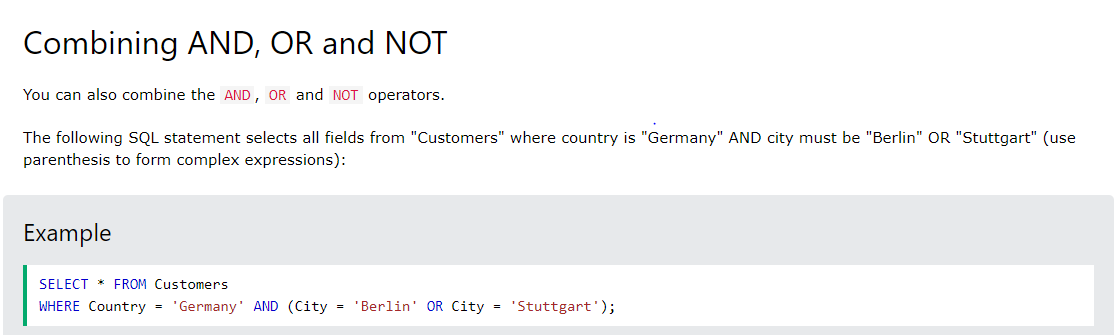 Combining AND, OR and NOT
You can also combine the AND, OR and NOT operators.
The following SQL statement selects all fields from "Customers" where country is "Germany" AND city must be "Berlin" OR "Stuttgart" (use
parenthesis to form complex expressions):
Example
SELECT * FROM Customers
WHERE Country = 'Germany' AND (City = 'Berlin' OR City = 'Stuttgart');